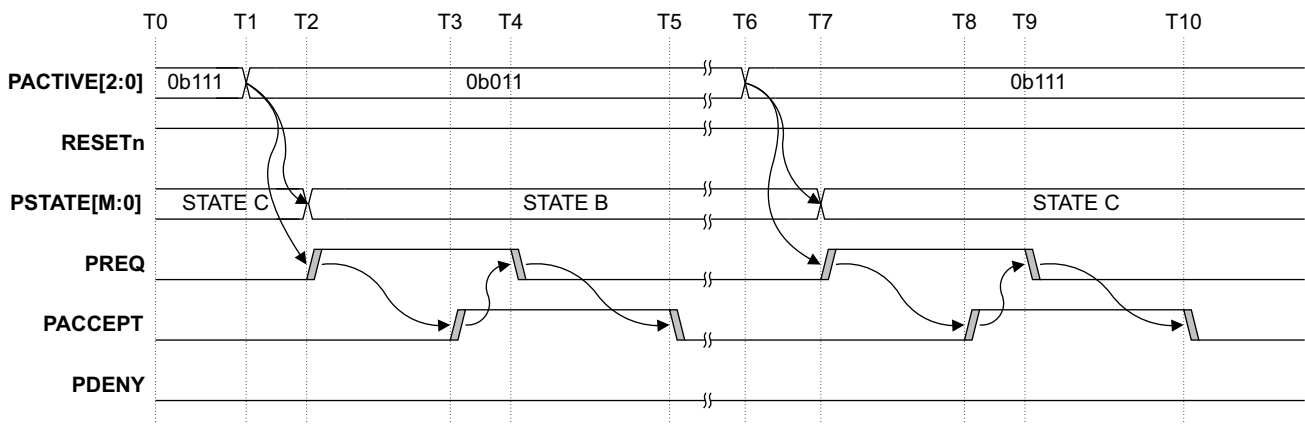 T0 T1 T2 T3 T4 T5 T6 T7 T8 T9 T10
PACTIVE[2:0] 0b111 0b011 0b111
RESETn
PSTATE[M:0] STATE C STATE B STATE C
PREQ
PACCEPT
PDENY